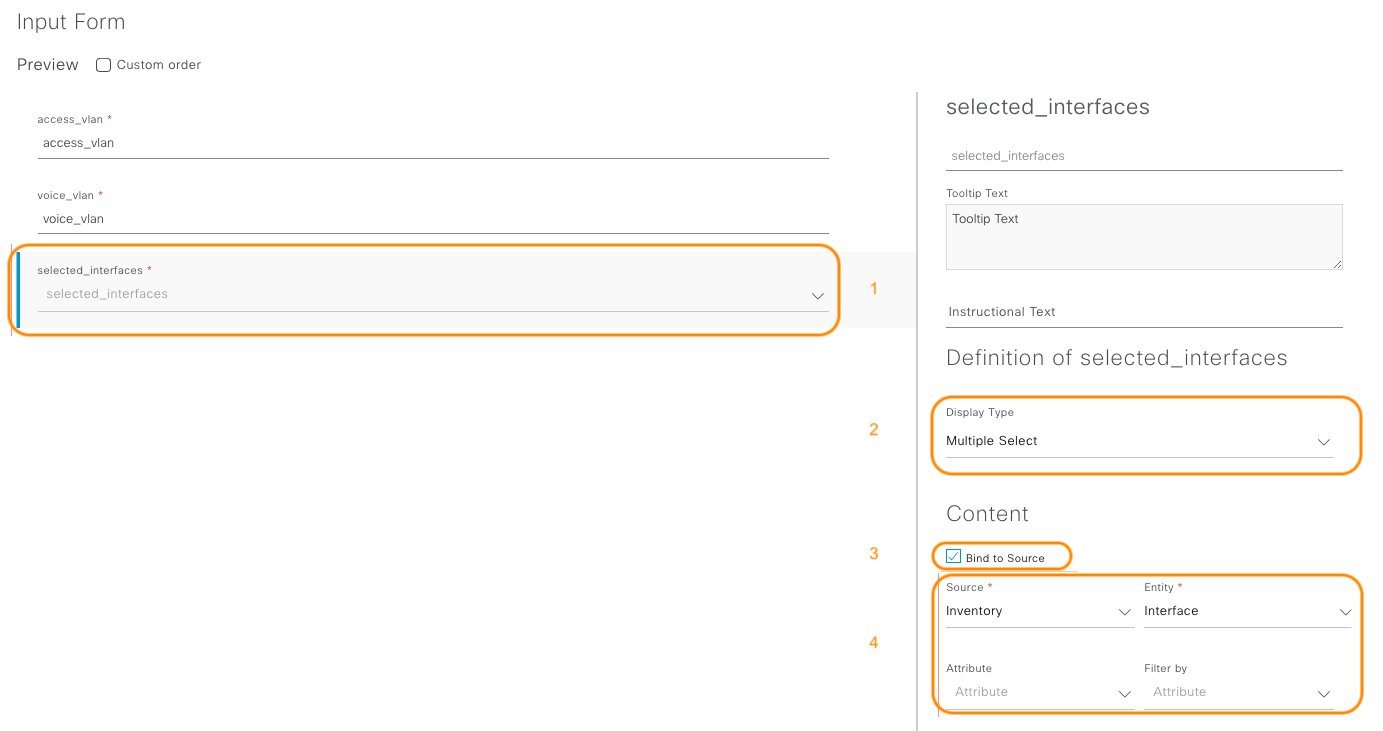 Input Form
Preview Custom order
access_vlan *
access_vlan
voice_vlan *
voice_vlan
selected_interfaces *
selected_interfaces
1
2
3
4
selected_interfaces
selected_interfaces
Tooltip Text
Tooltip Text
Instructional Text
Definition of selected_interfaces
Display Type
Multiple Select
Content
Bind to Source
Source * Entity *
Inventory Interface
Attribute Filter by
Attribute Attribute